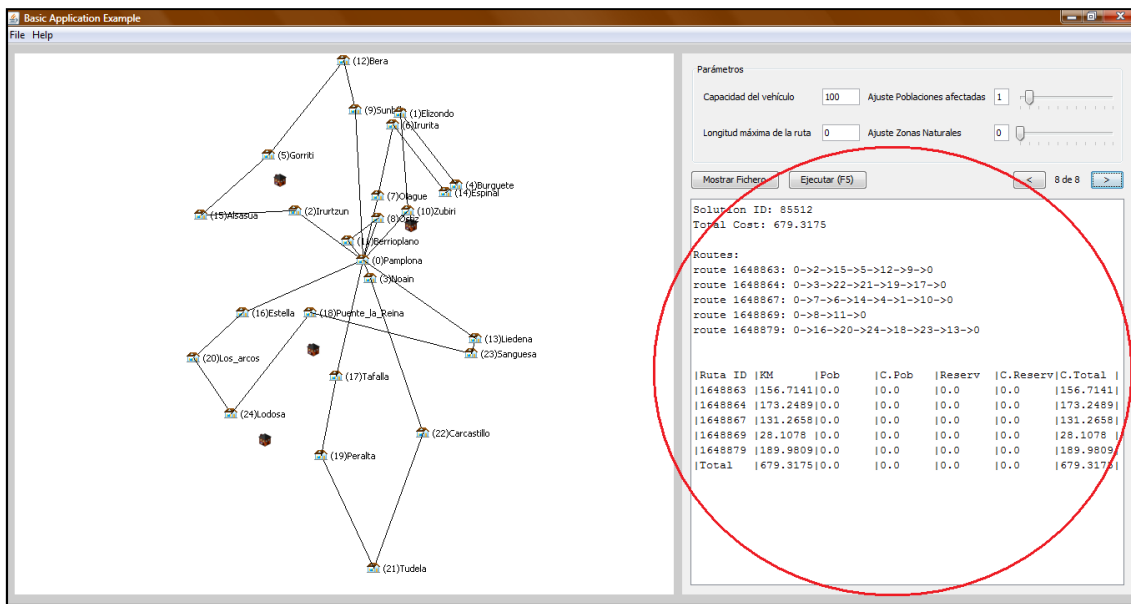 Basic Application Example
File Help
(12)Bera
(1)Elizondo
(6)Irurita
(5)Gorriti
(4)Burguete
(14)Espinal
(7)Olague
(2)Irurtzun
(10)Zubiri
(15)Alsasua
(0)Pamplona
(3)Noain
(16)Estella
(18)Puente_la_Reina
(13)Liedena
(23)Sanguesa
(20)Los_arcos
(17)Tafalla
(24)Lodosa
(22)Carcastillo
(19)Peralta
(21)Tudela
Parámetros
Capacidad del vehículo 100 Ajuste Poblaciones afectadas 1
Longitud máxima de la ruta 0 Ajuste Zonas Naturales 0
Mostrar Fichero Ejecutar (F5) < 8 de 8 >
Solution ID: 85512
Total Cost: 679.3175
Routes:
route 1648863: 0->2->15->5->12->9->0
route 1648864: 0->3->22->21->19->17->0
route 1648867: 0->7->6->14->4->1->10->0
route 1648869: 0->8->11->0
route 1648879: 0->16->20->24->18->23->13->0
|Ruta ID |KM |Pob |C.Pob |Reserv |C.Reserv|C.Total |
|1648863 |156.7141|0.0 |0.0 |0.0 |0.0 |156.7141|
|1648864 |173.2489|0.0 |0.0 |0.0 |0.0 |173.2489|
|1648867 |131.2658|0.0 |0.0 |0.0 |0.0 |131.2658|
|1648869 |28.1078 |0.0 |0.0 |0.0 |0.0 |28.1078 |
|1648879 |189.9809|0.0 |0.0 |0.0 |0.0 |189.9809|
|Total |679.3175|0.0 |0.0 |0.0 |0.0 |679.3175|